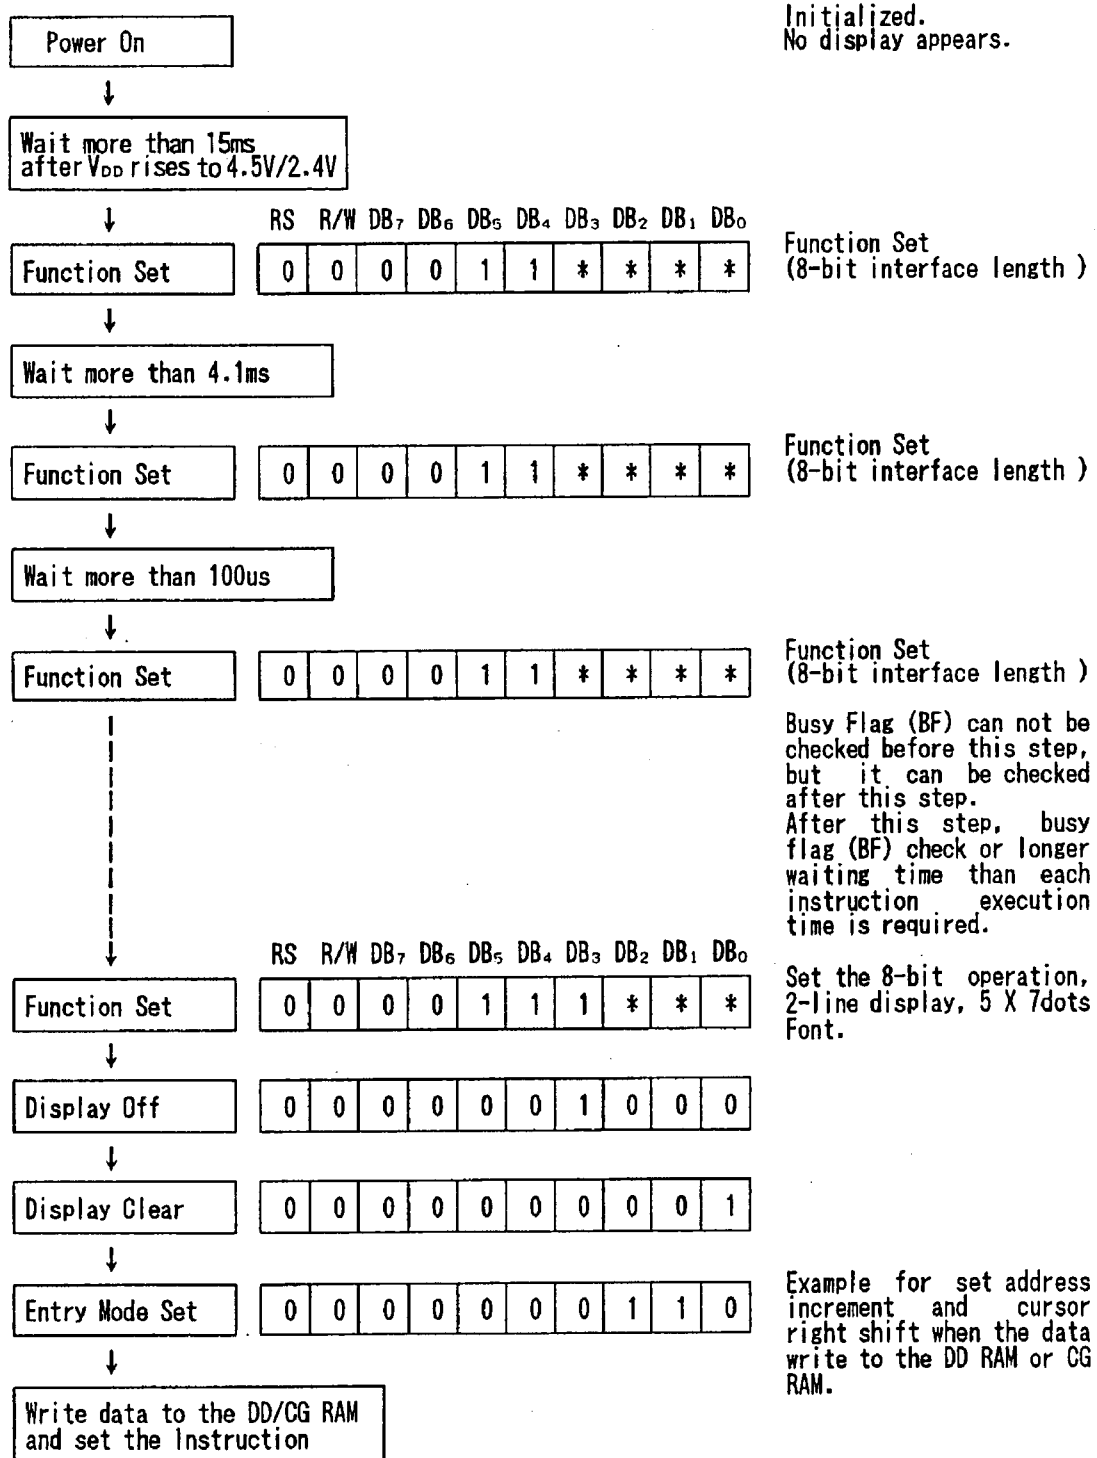 Power On
Initialized.
No display appears.
Wait more than 15ms
after VDD rises to 4.5V/2.4V
RS R/W DB7 DB6 DB5 DB4 DB3 DB2 DB1 DB0
Function Set 0 0 0 0 1 1 * * * *
Function Set
(8-bit interface length )
Wait more than 4.1ms
Function Set 0 0 0 0 1 1 * * * *
Function Set
(8-bit interface length )
Wait more than 100us
Function Set 0 0 0 0 1 1 * * * *
Function Set
(8-bit interface length )
Busy Flag (BF) can not be
checked before this step,
but it can be checked
after this step.
After this step, busy
flag (BF) check or longer
waiting time than each
instruction execution
time is required.
RS R/W DB7 DB6 DB5 DB4 DB3 DB2 DB1 DB0
Function Set 0 0 0 0 1 1 1 * * *
Set the 8-bit operation,
2-line display, 5 X 7dots
Font.
Display Off 0 0 0 0 0 0 1 0 0 0
Display Clear 0 0 0 0 0 0 0 0 0 1
Entry Mode Set 0 0 0 0 0 0 0 1 1 0
Example for set address
increment and cursor
right shift when the data
write to the DD RAM or CG
RAM.
Write data to the DD/CG RAM
and set the Instruction